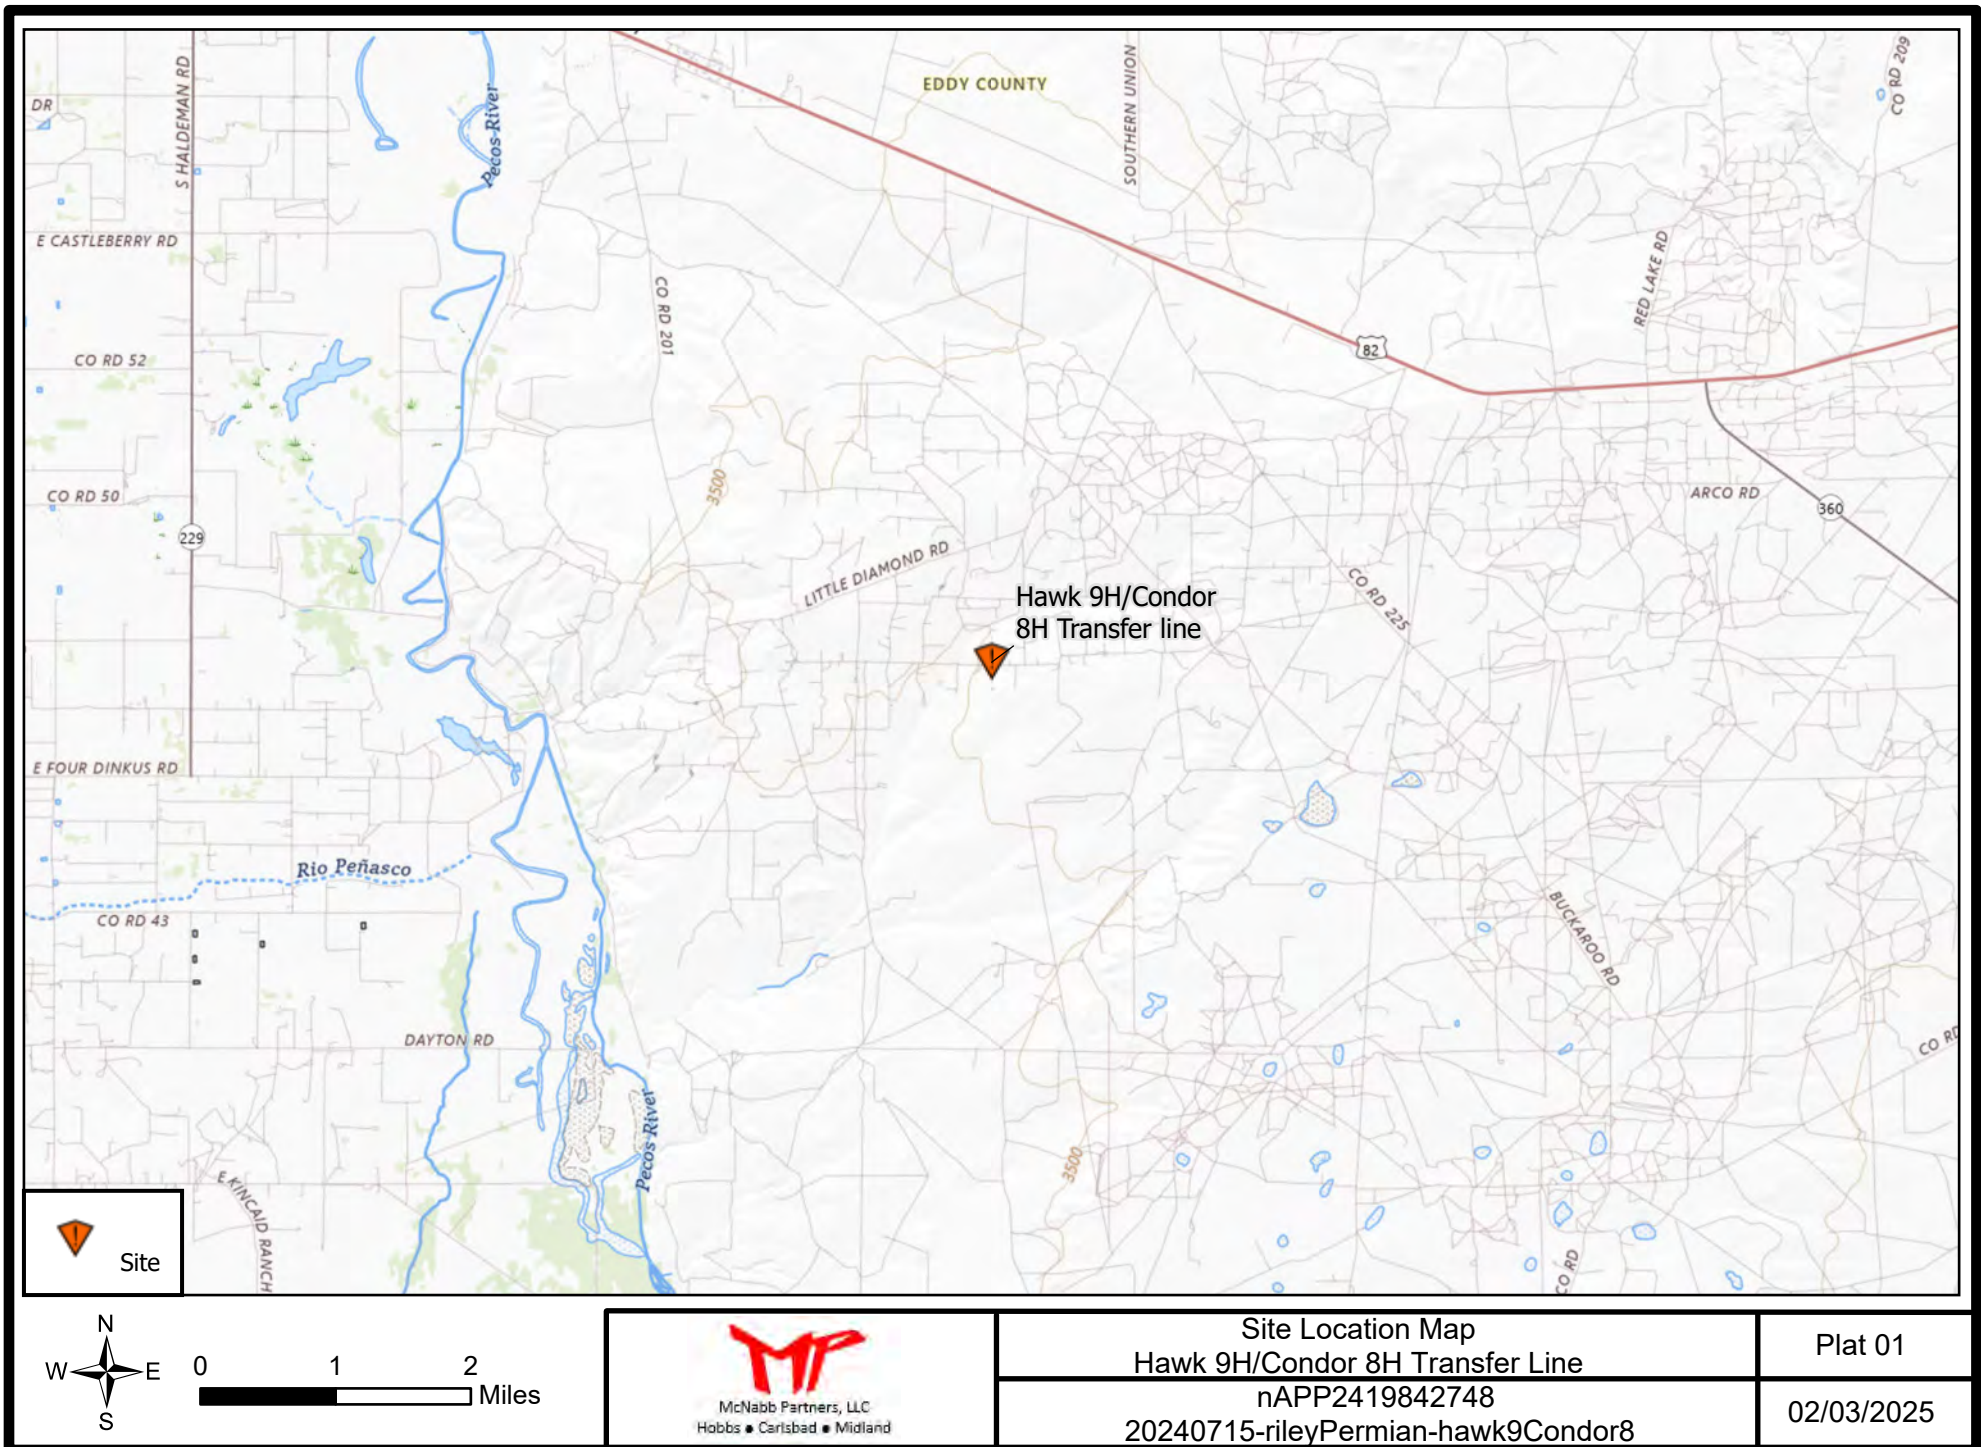 EDDY COUNTY
S HALDEMAN RD
DR
Pecos River
SOUTHERN UNION
CO RD 209
E CASTLEBERRY RD
CO RD 201
RED LAKE RD
CO RD 52
82
3500
CO RD 50
229
ARCO RD
360
LITTLE DIAMOND RD
CO RD 225
Hawk 9H/Condor
8H Transfer line
E FOUR DINKUS RD
Rio Peñasco
CO RD 43
BUCKAROO RD
DAYTON RD
CO RD
Pecos River
3500
E KINCAID RANCH
CO RD
Site
N
W E
S
0 1 2
Miles
McNabb Partners, LLC
Hobbs • Carlsbad • Midland
Site Location Map
Hawk 9H/Condor 8H Transfer Line
nAPP2419842748
20240715-rileyPermian-hawk9Condor8
Plat 01
02/03/2025